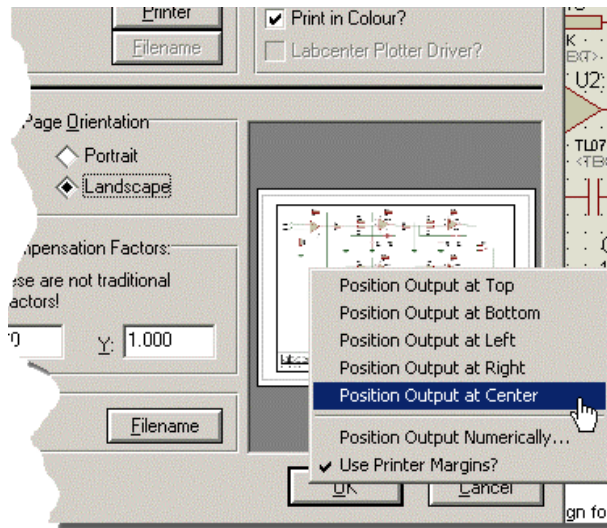 Printer
Filename
Print in Colour?
Labcenter Plotter Driver?
U2:
TL07
Page Orientation
Portrait
Landscape
mpensation Factors:
ese are not traditional
actors!
Y: 1.000
Filename
Position Output at Top
Position Output at Bottom
Position Output at Left
Position Output at Right
Position Output at Center
Position Output Numerically...
Use Printer Margins?
OK
Cancel
gn fo